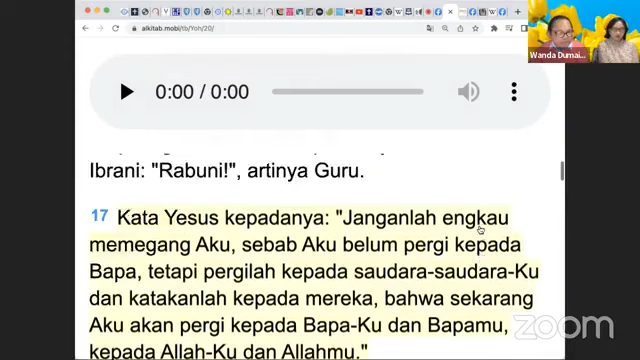 alkitab.mobi/tb/Yoh/20/
Wanda Dumai...
0:00 / 0:00
Ibrani: "Rabuni!", artinya Guru.
17 Kata Yesus kepadanya: "Janganlah engkau
memegang Aku, sebab Aku belum pergi kepada
Bapa, tetapi pergilah kepada saudara-saudara-Ku
dan katakanlah kepada mereka, bahwa sekarang
Aku akan pergi kepada Bapa-Ku dan Bapamu,
kepada Allah-Ku dan Allahmu."
zoom